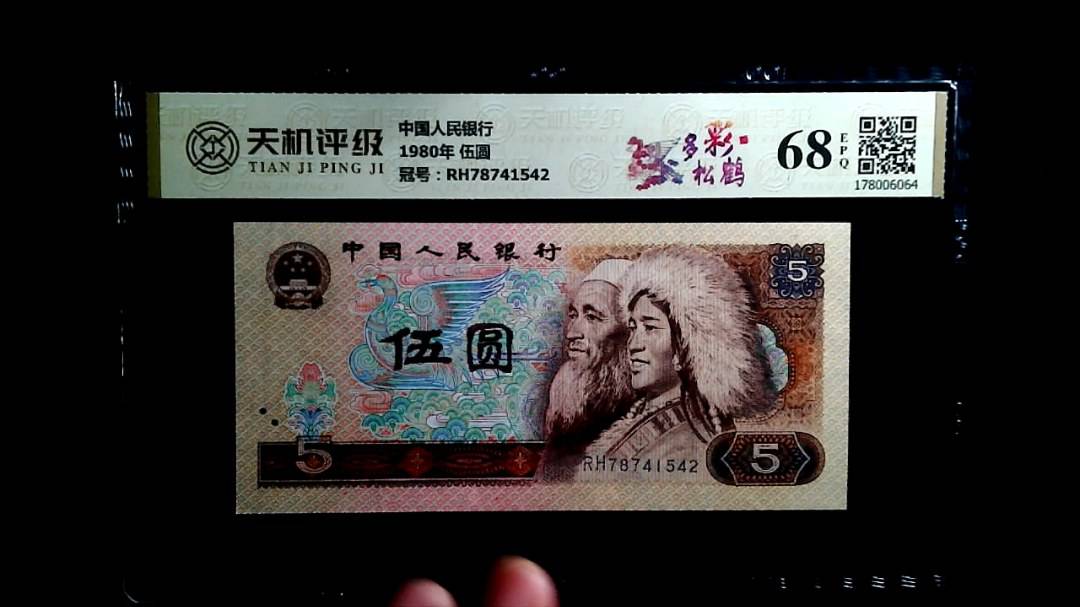 天机评级
TIAN JI PING JI
中国人民银行
1980年 伍圆
冠号：RH78741542
多彩
松鹤
68
EPQ
178006064
中国人民银行
5
伍圆
5
RH78741542
5